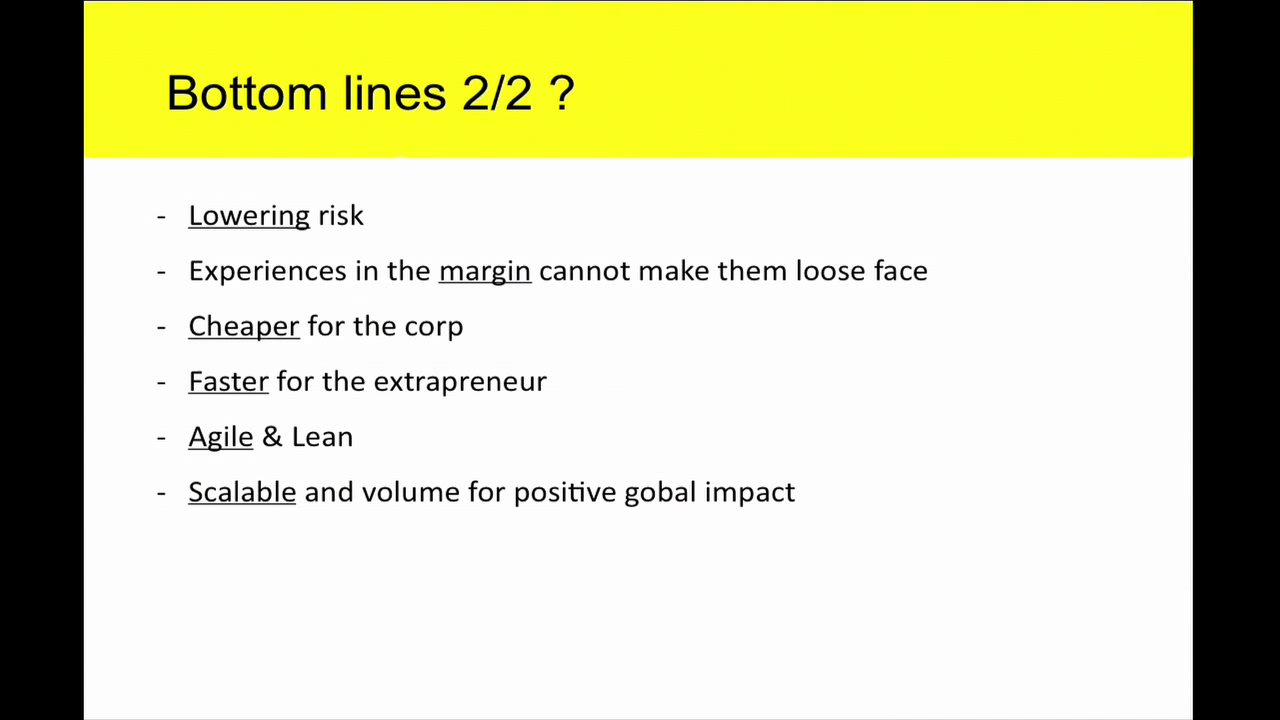 Bottom lines 2/2 ?
- Lowering risk
- Experiences in the margin cannot make them loose face
- Cheaper for the corp
- Faster for the extrapreneur
- Agile & Lean
- Scalable and volume for positive gobal impact